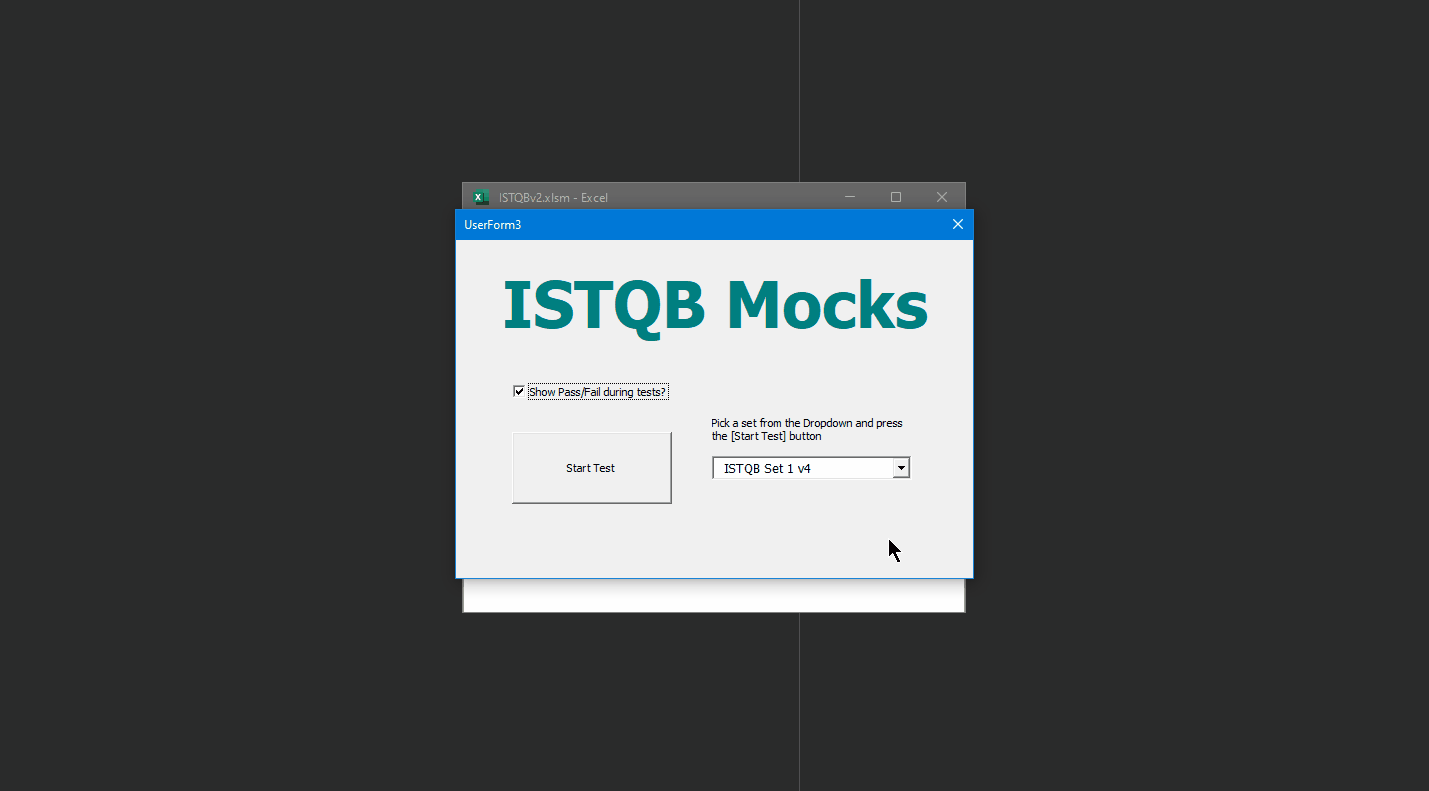 ISTQBv2.xlsm - Excel
UserForm3
ISTQB Mocks
Show Pass/Fail during tests?
Pick a set from the Dropdown and press
the [Start Test] button
Start Test
ISTQB Set 1 v4